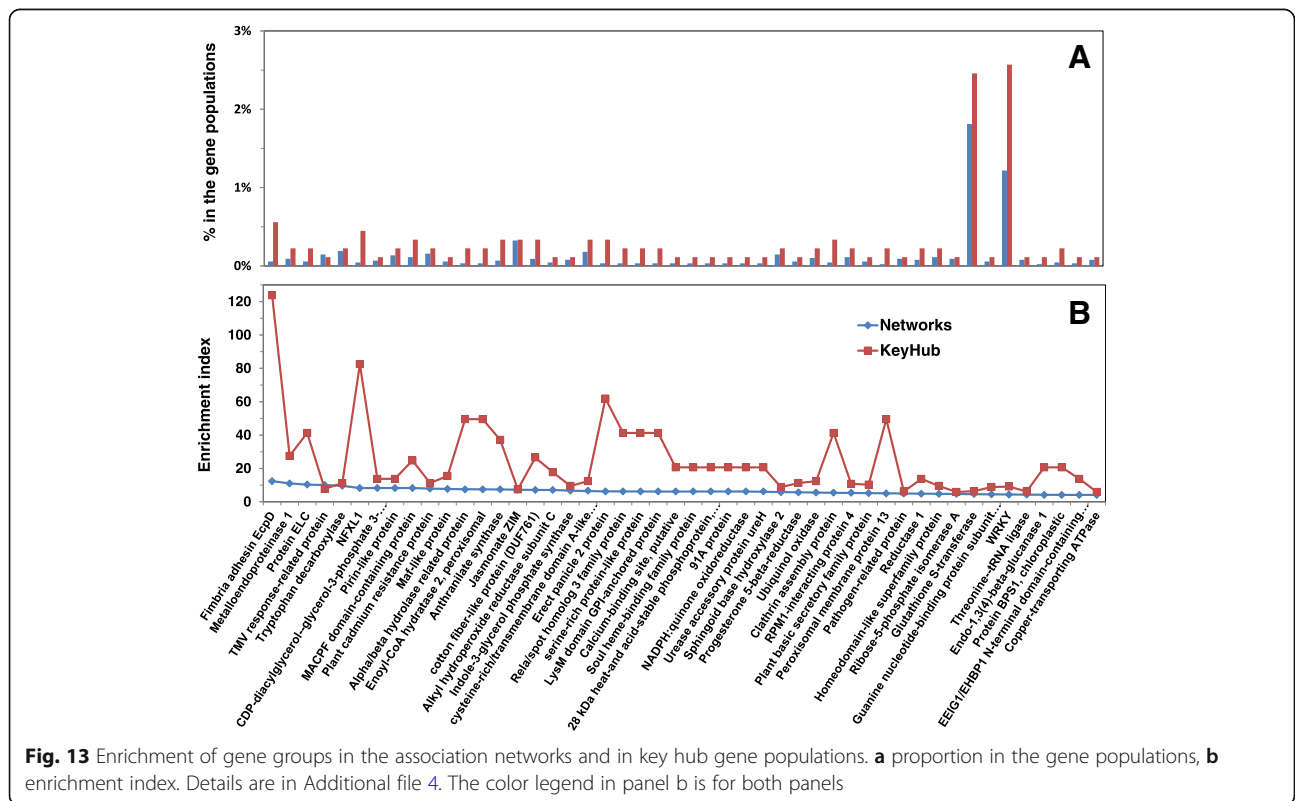 3%
A
2%
1%
0%
% in the gene populations
120
100
80
60
40
20
0
Enrichment index
B
Networks
KeyHub
Fimbria adhesin EcpD
Metalloendoproteinase 1
Protein ELC
TMV response-related protein
Tryptophan decarboxylase
NFXL1
CDP-diacylglycerol–glycerol-3-phosphate 3-...
Pirin-like protein
MACPF domain-containing protein
Plant cadmium resistance protein
Maf-like protein
Alpha/beta hydrolase related protein
Enoyl-CoA hydratase 2, peroxisomal
Anthranilate synthase
Jasmonate ZIM
cotton fiber-like protein (DUF761)
Alkyl hydroperoxide reductase subunit C
Indole-3-glycerol phosphate synthase
cysteine-rich/transmembrane domain A-like...
Erect panicle 2 protein
Rela/spot homolog 3 family protein
serine-rich protein-like protein
LysM domain GPI-anchored protein
Calcium-binding site, putative
Soul heme-binding family protein
28 kDa heat-and acid-stable phosphoprotein,...
91A protein
NADPH:quinone oxidoreductase
Urease accessory protein ureH
Sphingoid base hydroxylase 2
Progesterone 5-beta-reductase
Ubiquinol oxidase
Clathrin assembly protein
RPM1-interacting protein 4
Plant basic secretory family protein
Peroxisomal membrane protein 13
Pathogen-related protein
Reductase 1
Homeodomain-like superfamily protein
Ribose-5-phosphate isomerase A
Glutathione S-transferase
Guanine nucleotide-binding protein subunit...
WRKY
Threonine--tRNA ligase
Endo-1,3(4)-beta-glucanase 1
Protein BPS1, chloroplastic
EEIG1/EHBP1 N-terminal domain-containing...
Copper-transporting ATPase
Fig. 13 Enrichment of gene groups in the association networks and in key hub gene populations. a proportion in the gene populations, b
enrichment index. Details are in Additional file 4. The color legend in panel b is for both panels